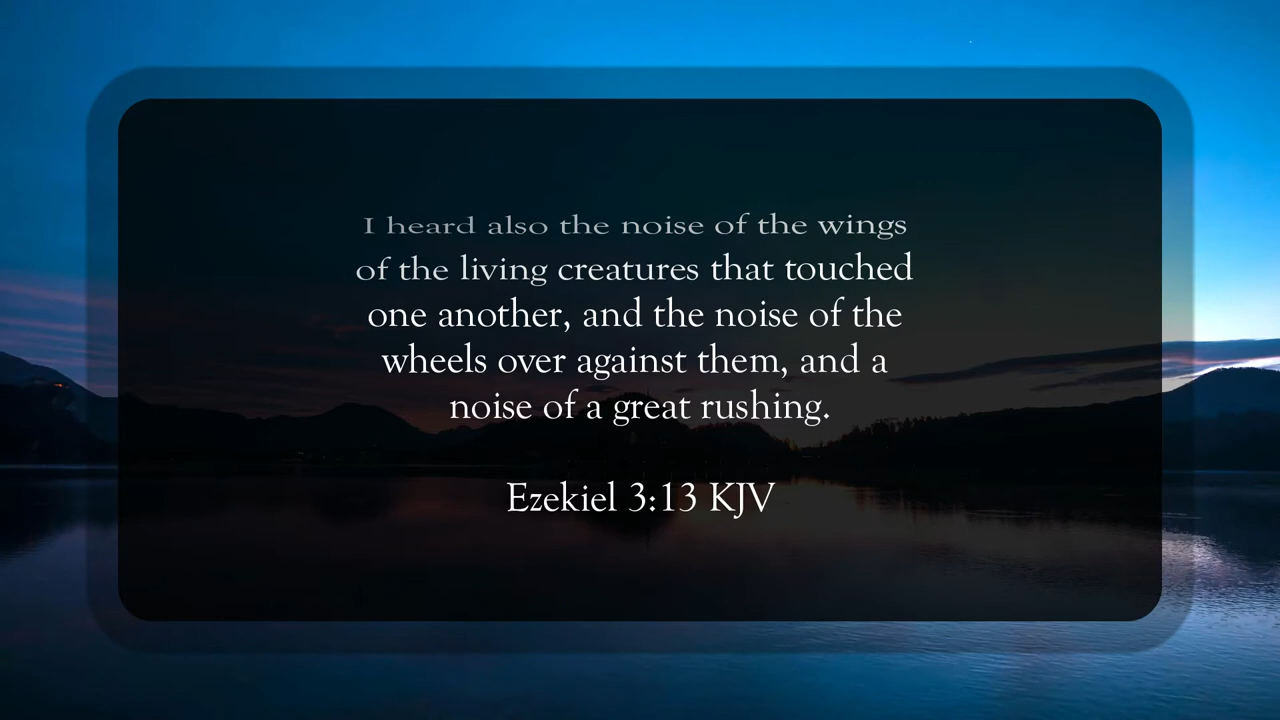 I heard also the noise of the wings
of the living creatures that touched
one another, and the noise of the
wheels over against them, and a
noise of a great rushing.
Ezekiel 3:13 KJV